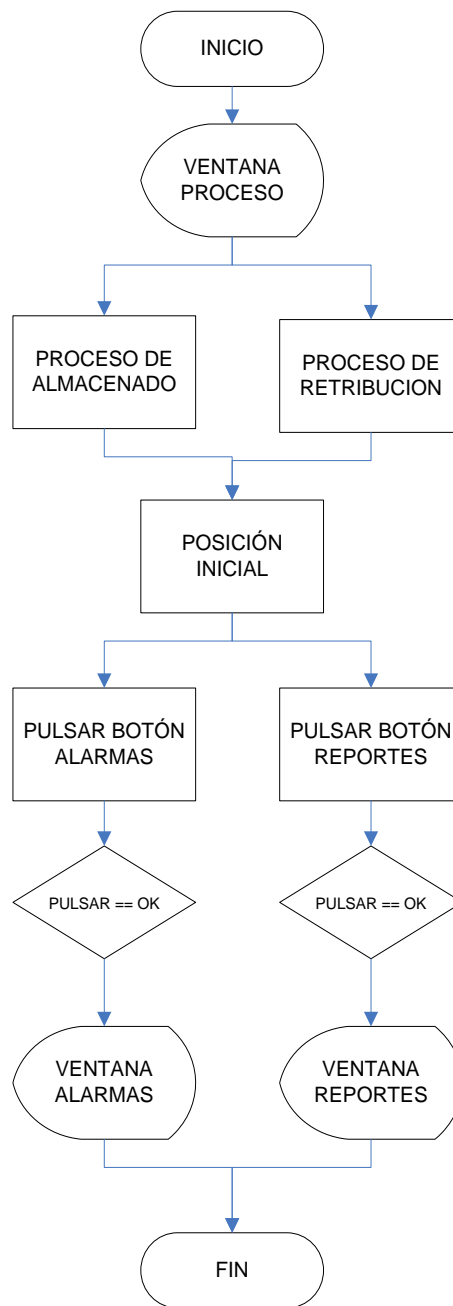 INICIO
VENTANA
PROCESO
PROCESO DE
ALMACENADO
PROCESO DE
RETRIBUCION
POSICIÓN
INICIAL
PULSAR BOTÓN
ALARMAS
PULSAR BOTÓN
REPORTES
PULSAR == OK
PULSAR == OK
VENTANA
ALARMAS
VENTANA
REPORTES
FIN